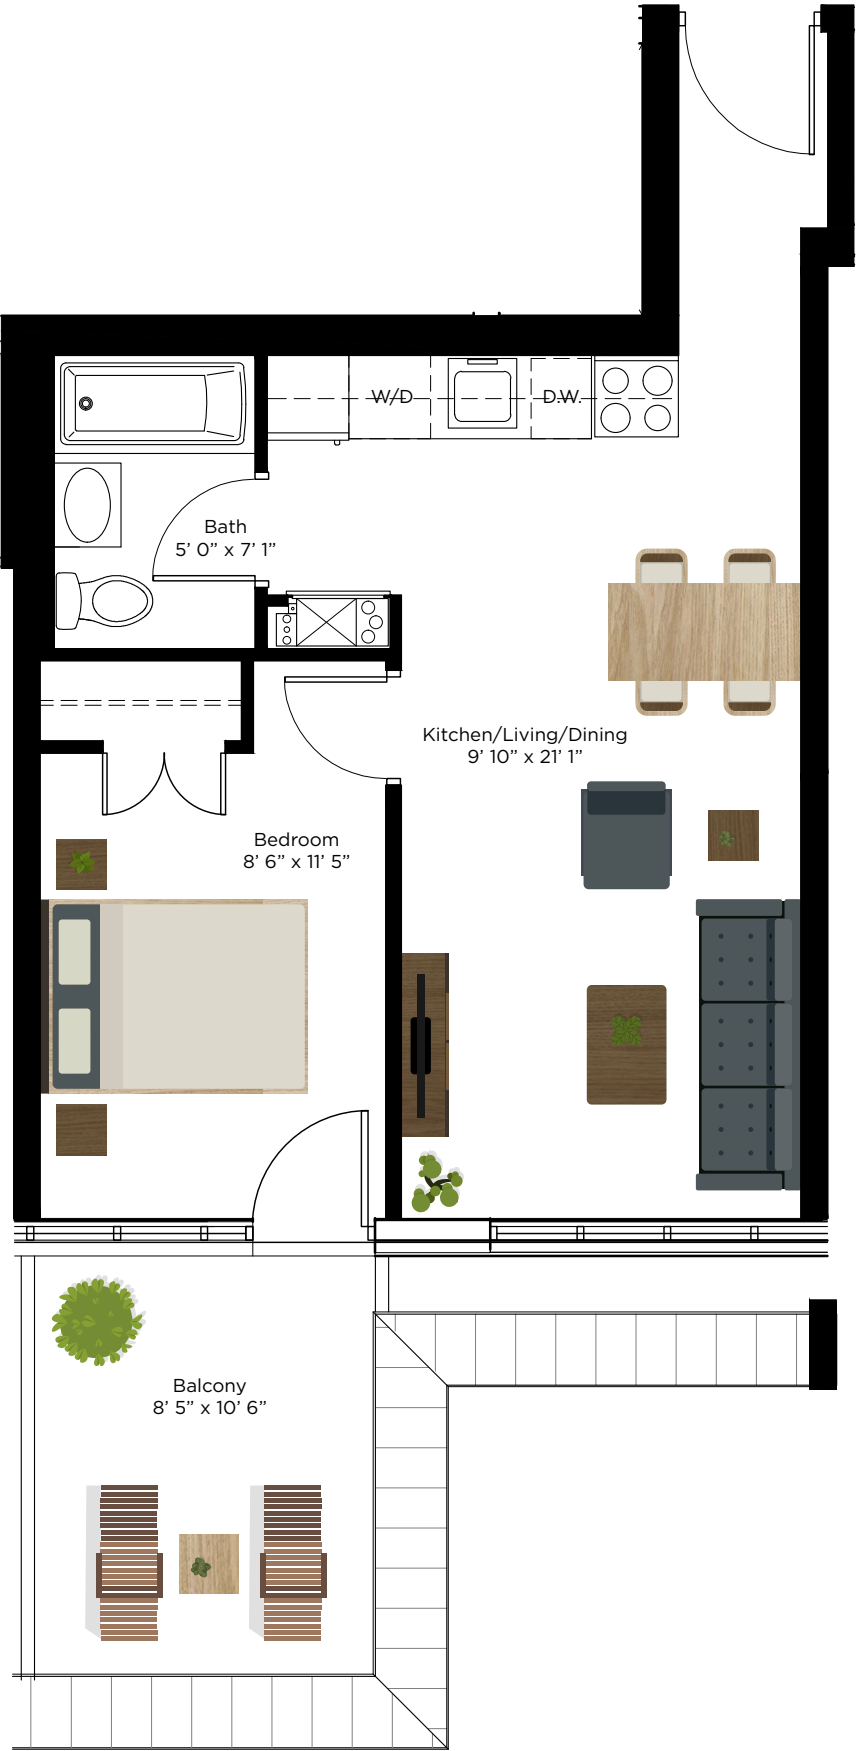 W/D
D.W.
Bath
5’ 0” x 7’ 1”
Kitchen/Living/Dining
9’ 10” x 21’ 1”
Bedroom
8’ 6” x 11’ 5”
Balcony
8’ 5” x 10’ 6”